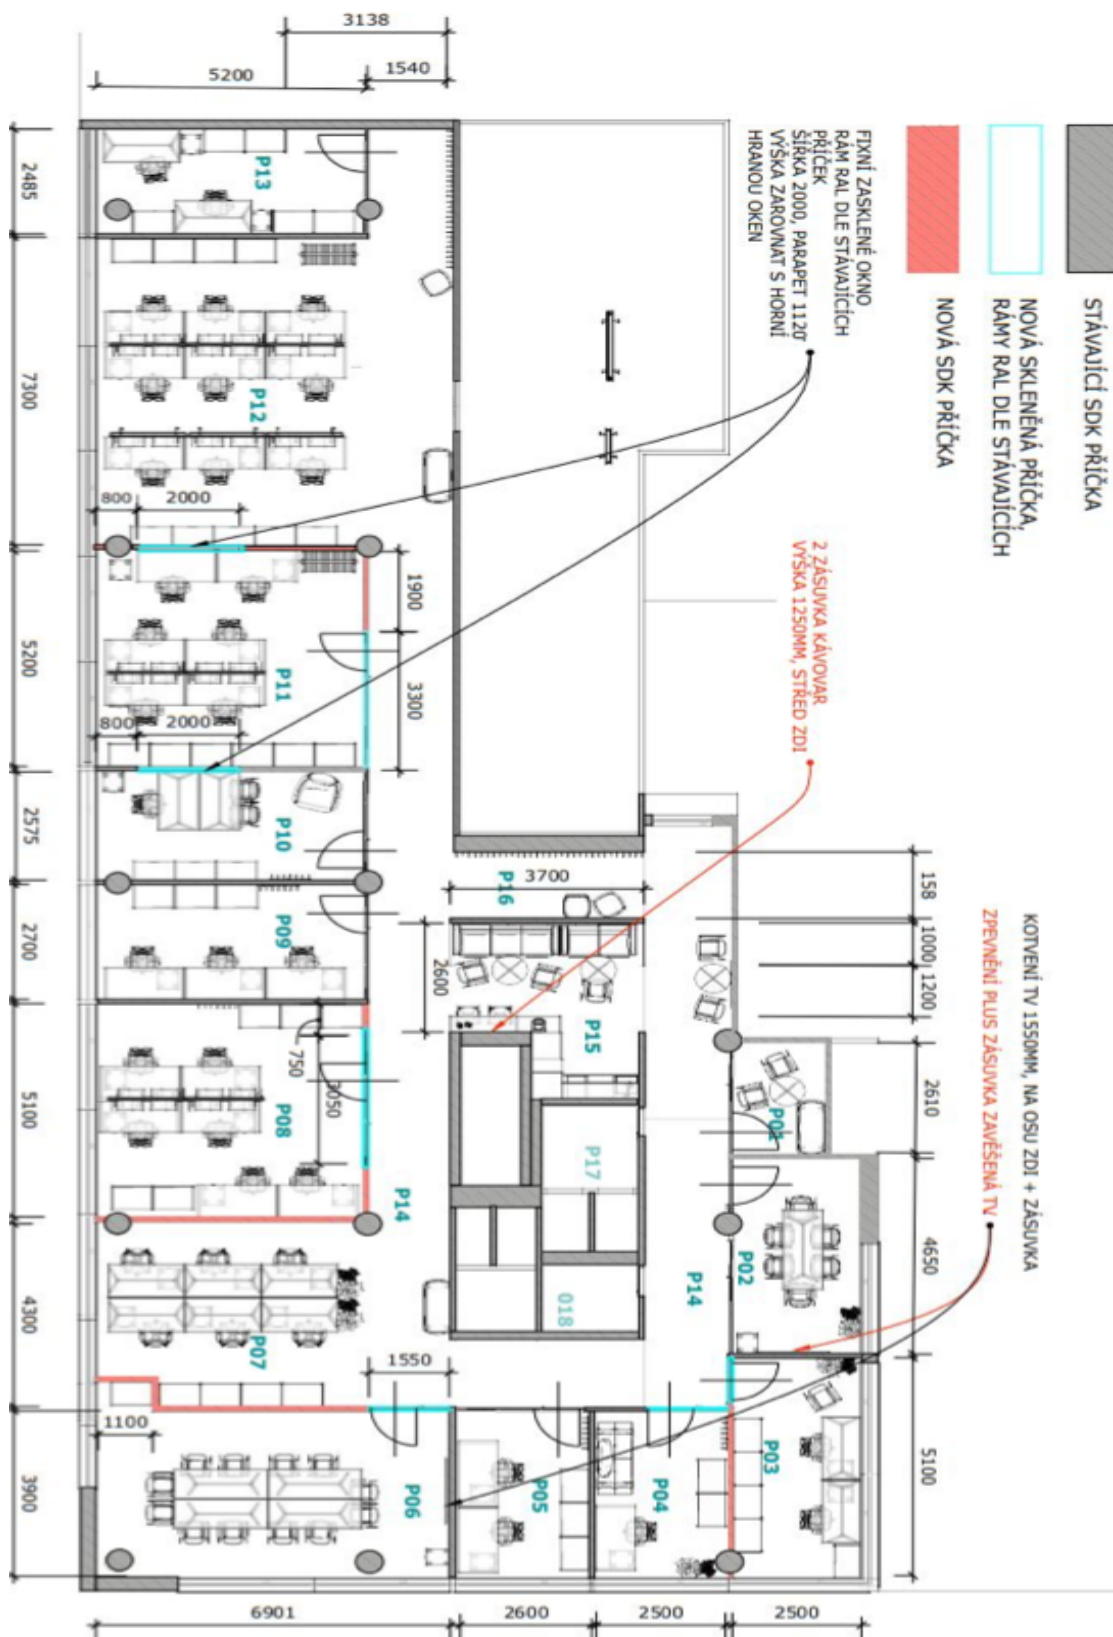 STÁVAJÍCÍ SDK PŘÍČKA
NOVÁ SKLENĚNÁ PŘÍČKA,
RÁMY RAL DLE STÁVAJÍCÍCH
NOVÁ SDK PŘÍČKA
FIXNÍ ZASKLENÉ OKNO
RÁM RAL DLE STÁVAJÍCÍCH
PŘÍČEK
ŠÍŘKA 2000, PARAPET 1120
VÝŠKA ZAROVNAT S HORNÍ
HRANOU OKEN
2 ZÁSUVKA KÁVOVAR
VÝŠKA 1250MM, STŘED ZDI
KOTVENÍ TV 1550MM, NA OSU ZDI + ZÁSUVKA
ZPEVNĚNÍ PLUS ZÁSUVKA ZAVĚŠENÁ TV
3138
1540
5200
2485
7300
5200
2575
2700
5100
4300
3900
P13
P12
800
2000
1900
3300
P11
800
2000
P10
P09
P16
3700
2600
P15
158
1000
1200
2610
4650
5100
P01
P02
P03
P08
750
P17
P14
P14
018
P07
1550
1100
P06
P05
P04
6901
2600
2500
2500